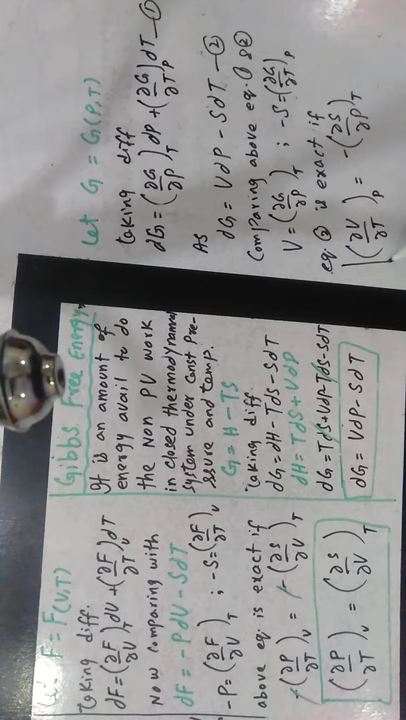 F = F(V,T)
Taking diff.
dF = (∂F/∂V)_T dV + (∂F/∂T)_V dT
Now comparing with
dF = -PdV - SdT
-P = (∂F/∂V)_T ; -S = (∂F/∂T)_V
above eq. is exact if
(∂P/∂T)_V = (∂S/∂V)_T
(∂P/∂T)_V = (∂S/∂V)_T
Gibbs Free Energy
It is an amount of
energy avail to do
the Non PV work
in closed thermodynamic
system under Const Pre-
ssure and tamp.
G = H - TS
Taking diff.
dG = dH - TdS - SdT
dH = TdS + VdP
dG = TdS + VdP - TdS - SdT
dG = VdP - SdT
Let G = G(P,T)
taking diff
dG = (∂G/∂P)_T dP + (∂G/∂T)_P dT — ①
As
dG = VdP - SdT — ②
Comparing above eq. ① & ②
V = (∂G/∂P)_T ; -S = (∂G/∂T)_P
eq. ② is exact if
(∂V/∂T)_P = -(∂S/∂P)_T